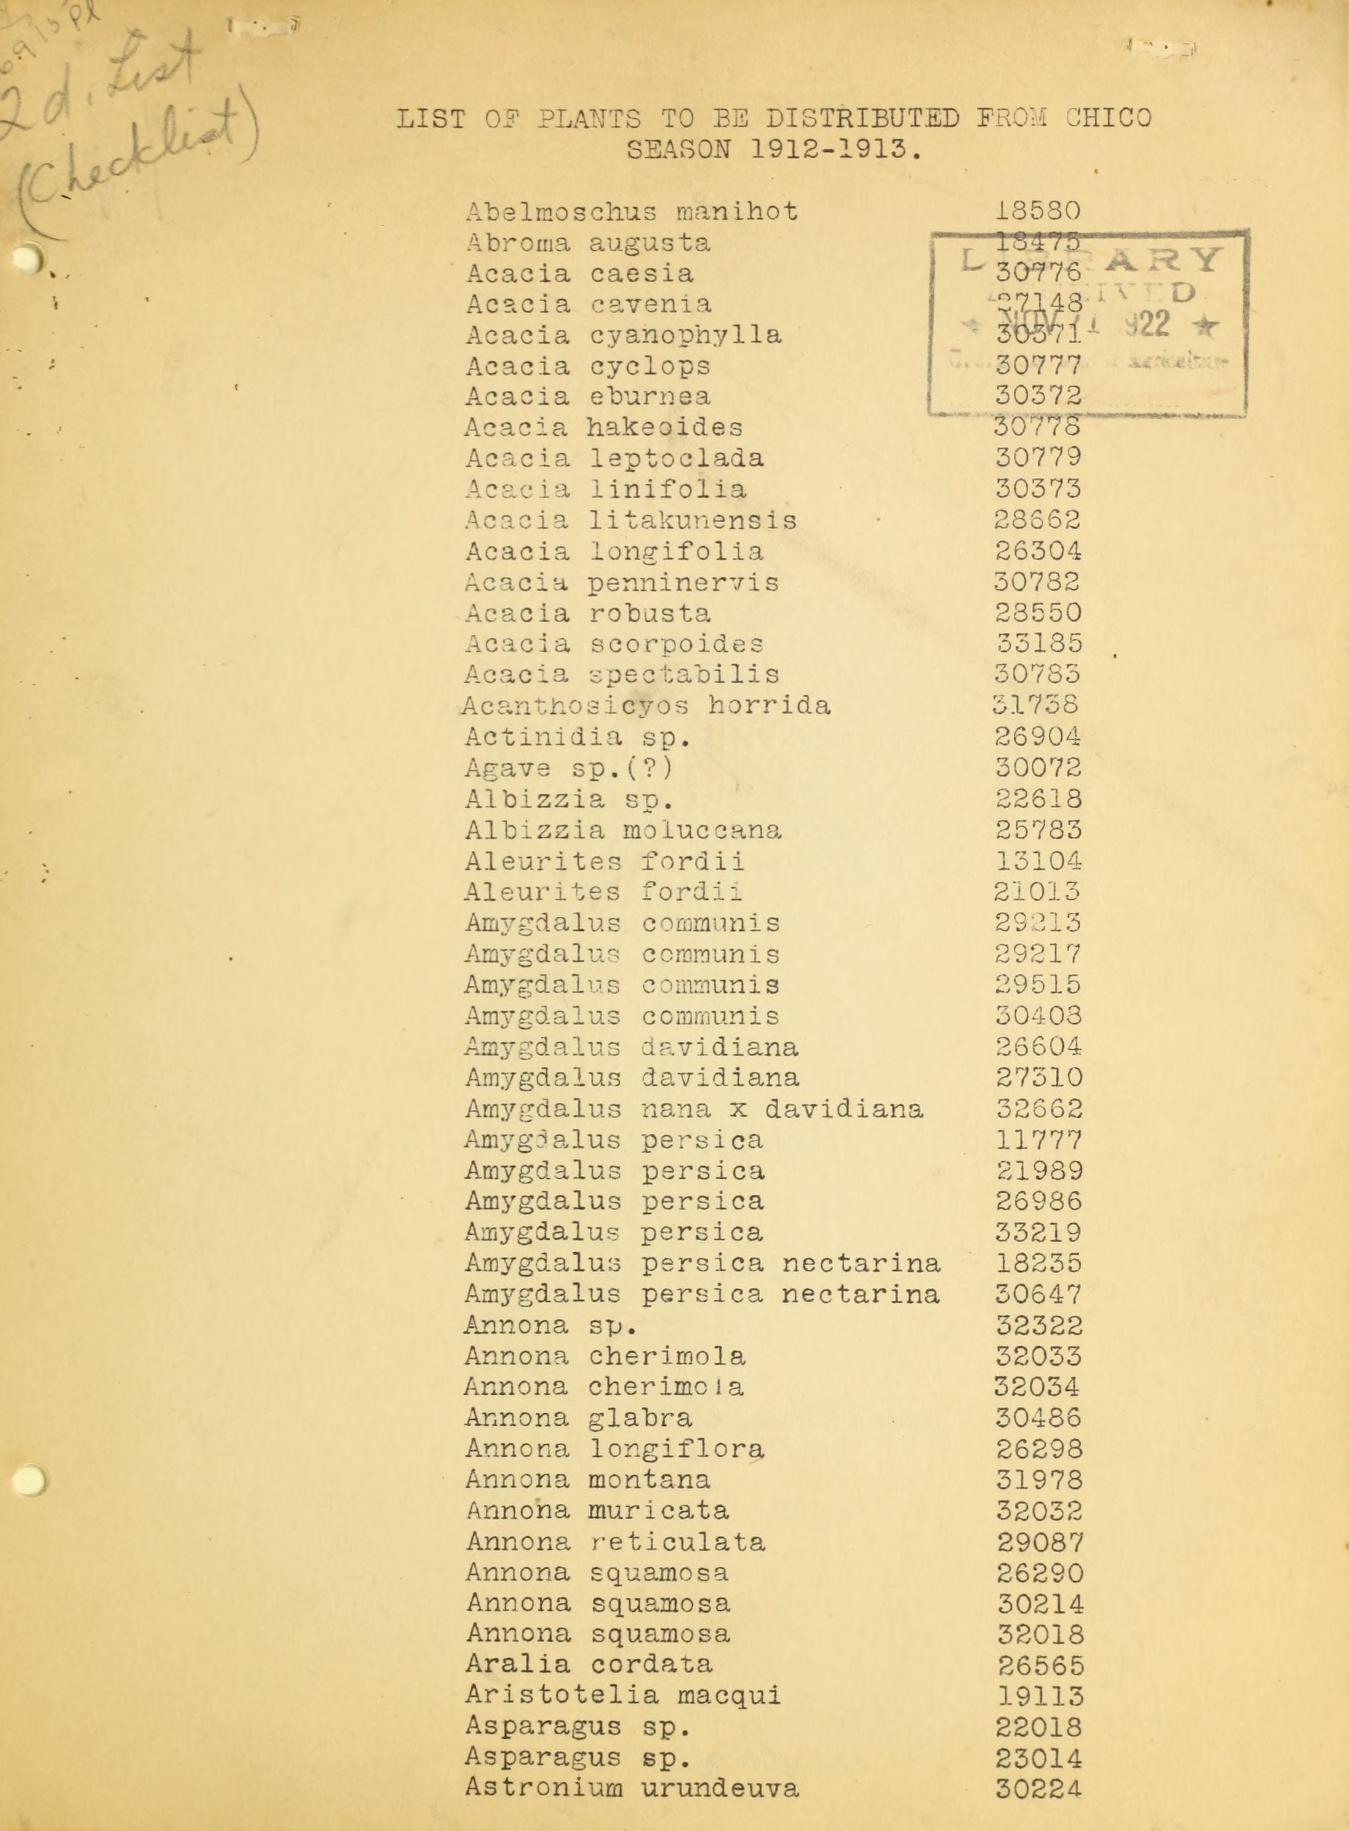 2d. List
(Checklist)
LIST OF PLANTS TO BE DISTRIBUTED FROM CHICO
SEASON 1912-1913.
Abelmoschus manihot 18580
Abroma augusta 18475
Acacia caesia 30776
Acacia cavenia 27148
Acacia cyanophylla 30371
Acacia cyclops 30777
Acacia eburnea 30372
Acacia hakeoides 30778
Acacia leptoclada 30779
Acacia linifolia 30373
Acacia litakunensis 28662
Acacia longifolia 26304
Acacia penninervis 30782
Acacia robusta 28550
Acacia scorpoides 33185
Acacia spectabilis 30783
Acanthosicyos horrida 31738
Actinidia sp. 26904
Agave sp.(?) 30072
Albizzia sp. 22618
Albizzia moluccana 25783
Aleurites fordii 13104
Aleurites fordii 21013
Amygdalus communis 29213
Amygdalus communis 29217
Amygdalus communis 29515
Amygdalus communis 30408
Amygdalus davidiana 26604
Amygdalus davidiana 27310
Amygdalus nana x davidiana 32662
Amygdalus persica 11777
Amygdalus persica 21989
Amygdalus persica 26986
Amygdalus persica 33219
Amygdalus persica nectarina 18235
Amygdalus persica nectarina 30647
Annona sp. 32322
Annona cherimola 32033
Annona cherimola 32034
Annona glabra 30486
Annona longiflora 26298
Annona montana 31978
Annona muricata 32032
Annona reticulata 29087
Annona squamosa 26290
Annona squamosa 30214
Annona squamosa 32018
Aralia cordata 26565
Aristotelia macqui 19113
Asparagus sp. 22018
Asparagus sp. 23014
Astronium urundeuva 30224
LIBRARY
RECEIVED
★ NOV 1922 ★